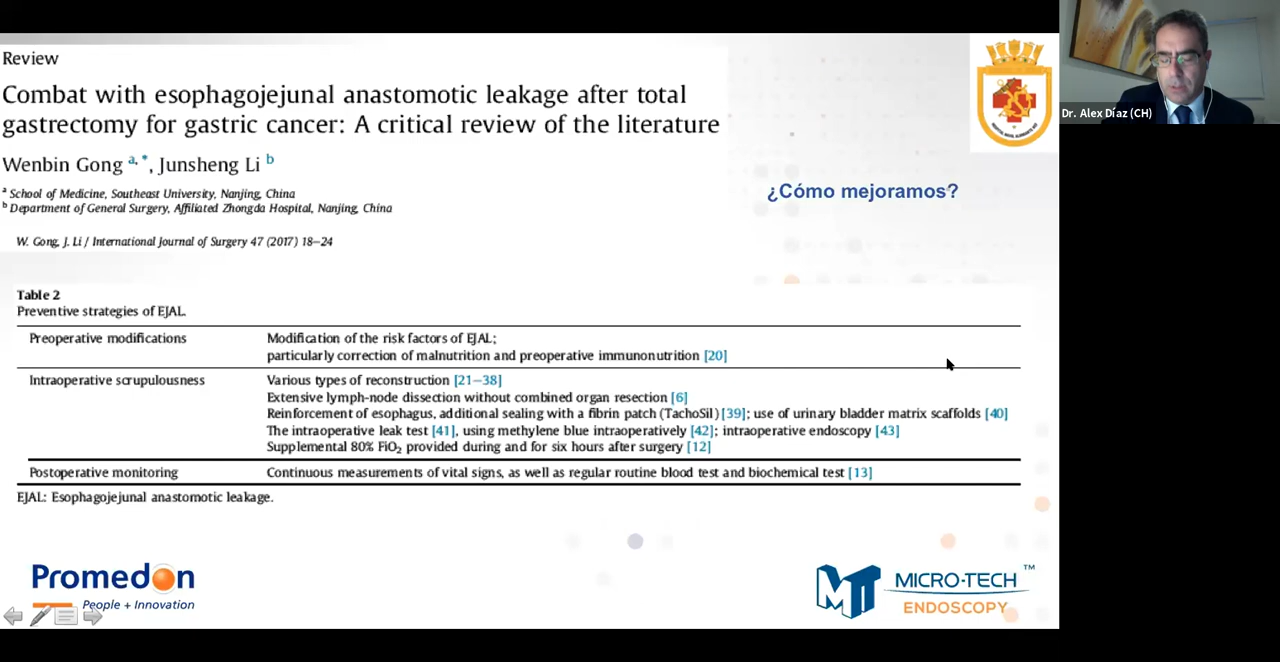 Review
Combat with esophagojejunal anastomotic leakage after total
gastrectomy for gastric cancer: A critical review of the literature
Wenbin Gong a, *, Junsheng Li b
a School of Medicine, Southeast University, Nanjing, China
b Department of General Surgery, Affiliated Zhongda Hospital, Nanjing, China
W. Gong, J. Li / International Journal of Surgery 47 (2017) 18–24
¿Cómo mejoramos?
Dr. Alex Díaz (CH)
Table 2
Preventive strategies of EJAL.
Preoperative modifications
Modification of the risk factors of EJAL;
particularly correction of malnutrition and preoperative immunonutrition [20]
Intraoperative scrupulousness
Various types of reconstruction [21–38]
Extensive lymph-node dissection without combined organ resection [6]
Reinforcement of esophagus, additional sealing with a fibrin patch (TachoSil) [39]; use of urinary bladder matrix scaffolds [40]
The intraoperative leak test [41], using methylene blue intraoperatively [42]; intraoperative endoscopy [43]
Supplemental 80% FiO2 provided during and for six hours after surgery [12]
Postoperative monitoring
Continuous measurements of vital signs, as well as regular routine blood test and biochemical test [13]
EJAL: Esophagojejunal anastomotic leakage.
Promedon
People + Innovation
MICRO-TECH™
ENDOSCOPY